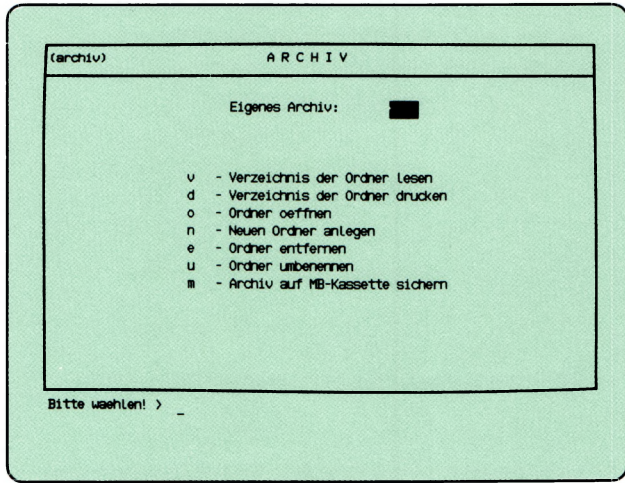 (archiv) A R C H I V
Eigenes Archiv:
v - Verzeichnis der Ordner lesen
d - Verzeichnis der Ordner drucken
o - Ordner oeffnen
n - Neuen Ordner anlegen
e - Ordner entfernen
u - Ordner umbenennen
m - Archiv auf MB-Kassette sichern
Bitte waehlen! > _